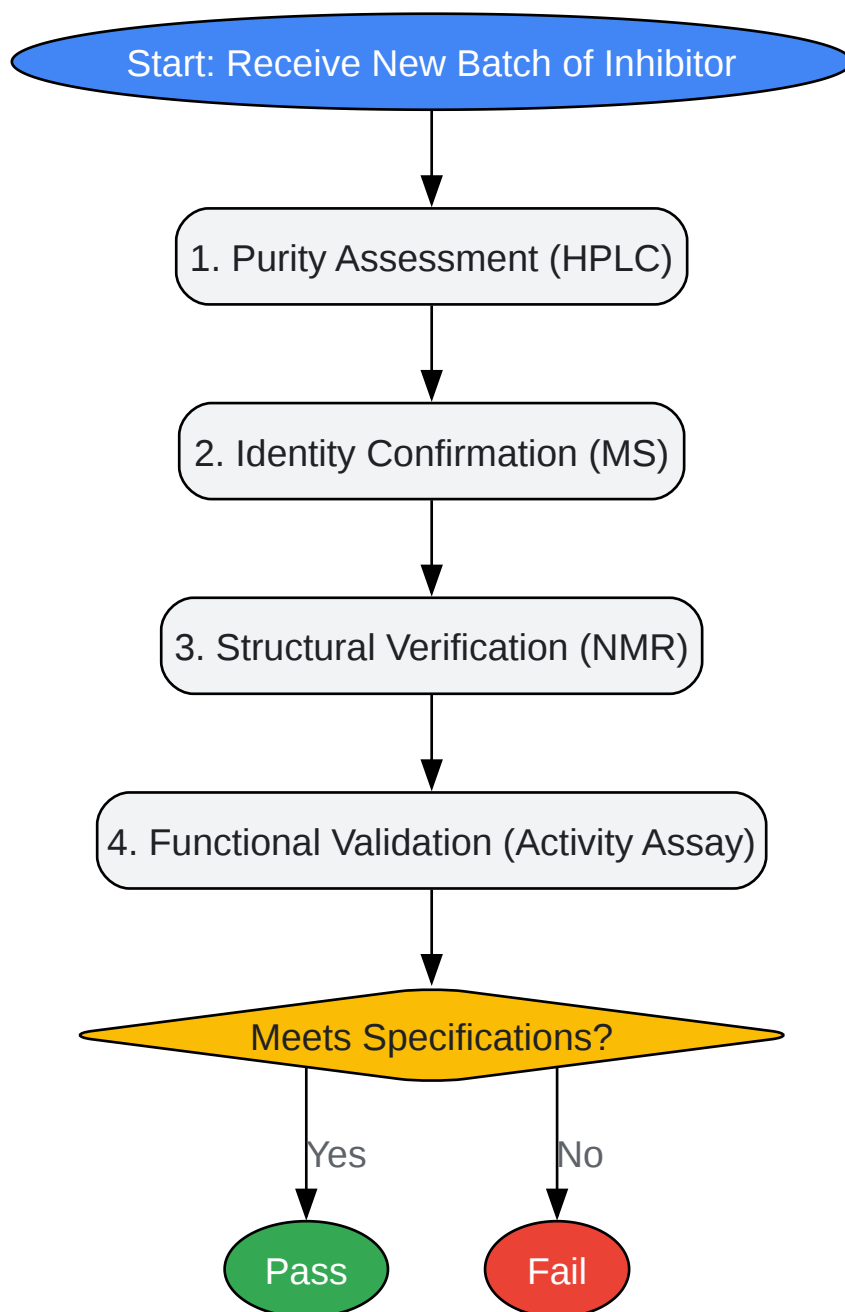 Start: Receive New Batch of Inhibitor
1. Purity Assessment (HPLC)
2. Identity Confirmation (MS)
3. Structural Verification (NMR)
4. Functional Validation (Activity Assay)
Meets Specifications?
Yes
No
Pass
Fail